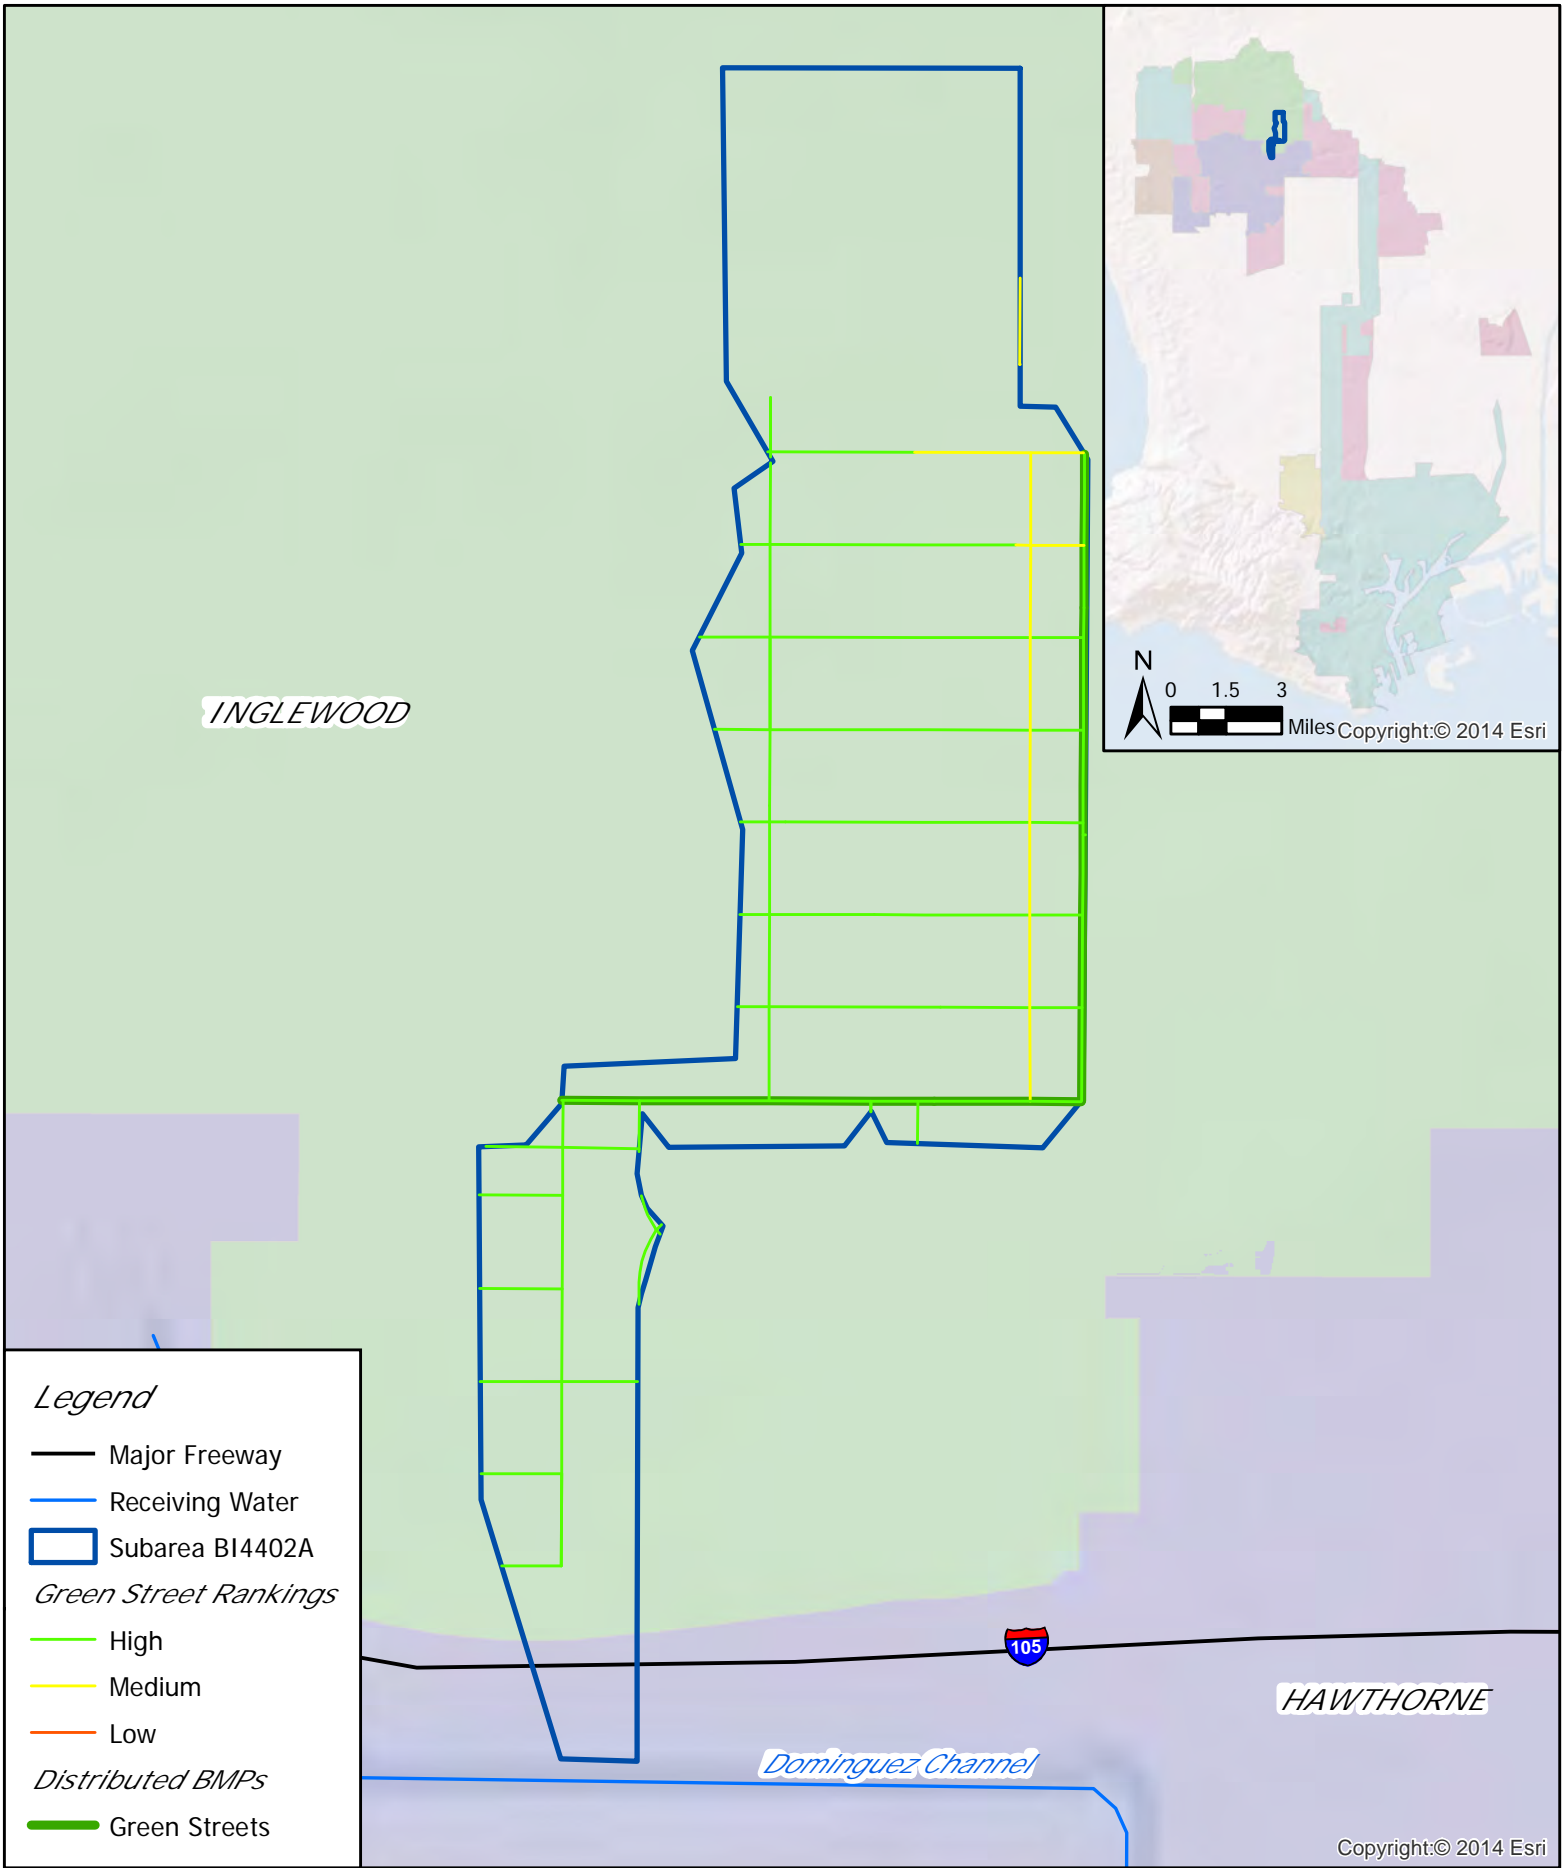 INGLEWOOD
N
0 1.5 3
Miles
Copyright:© 2014 Esri
Legend
Major Freeway
Receiving Water
Subarea BI4402A
Green Street Rankings
High
Medium
Low
Distributed BMPs
Green Streets
105
HAWTHORNE
Dominguez Channel
Copyright:© 2014 Esri